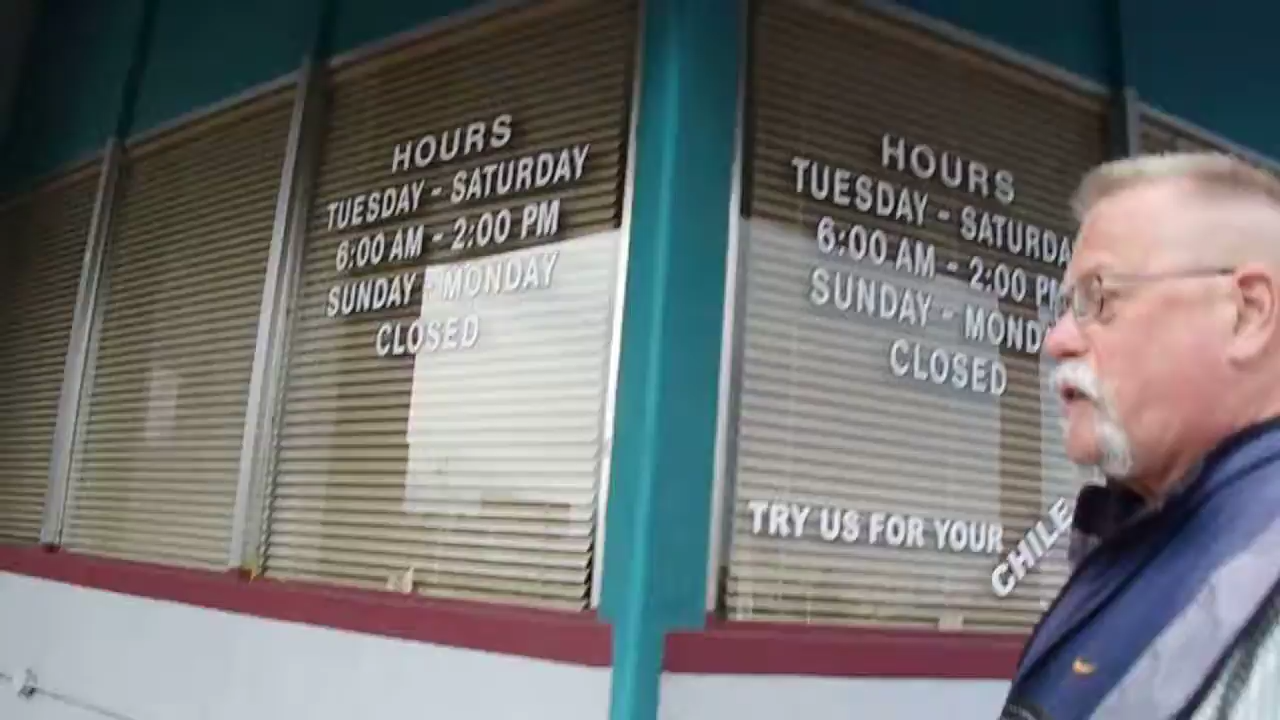 HOURS
TUESDAY - SATURDAY
6:00 AM - 2:00 PM
SUNDAY - MONDAY
CLOSED
HOURS
TUESDAY - SATURDA
6:00 AM - 2:00 PM
SUNDAY - MOND
CLOSED
TRY US FOR YOUR
CHILE